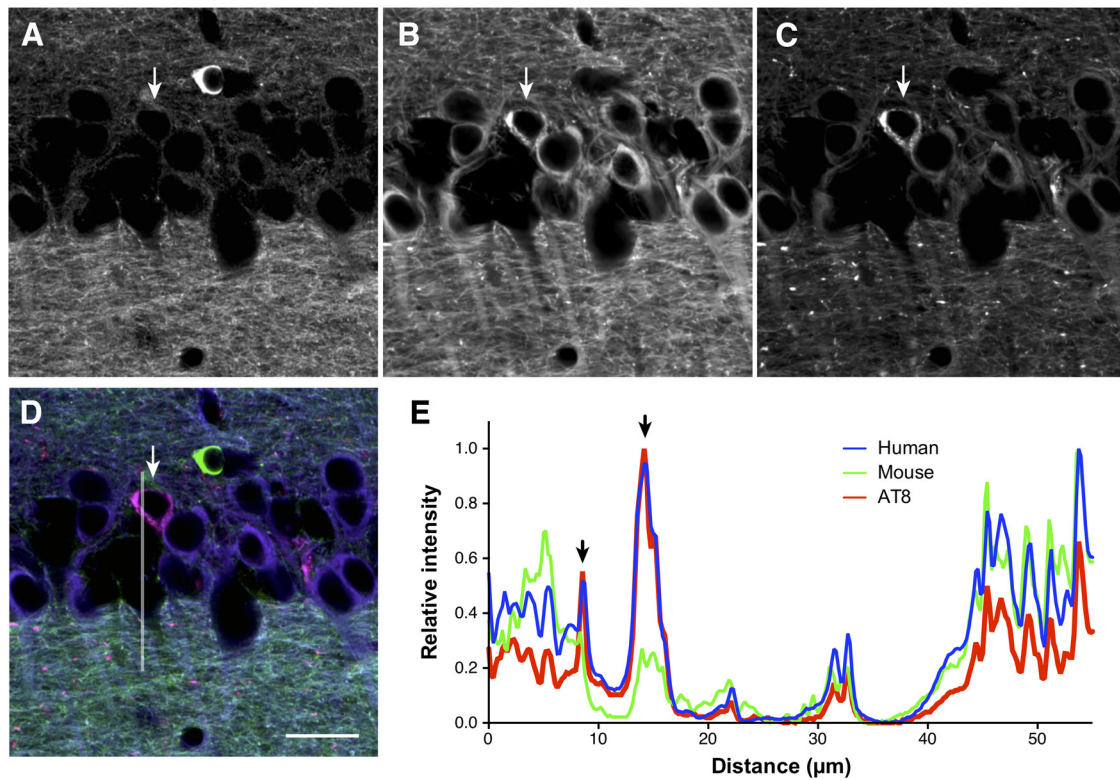 A
B
C
D
E
1.0
0.8
0.6
0.4
0.2
0.0
Relative intensity
Human
Mouse
AT8
0 10 20 30 40 50
Distance (µm)